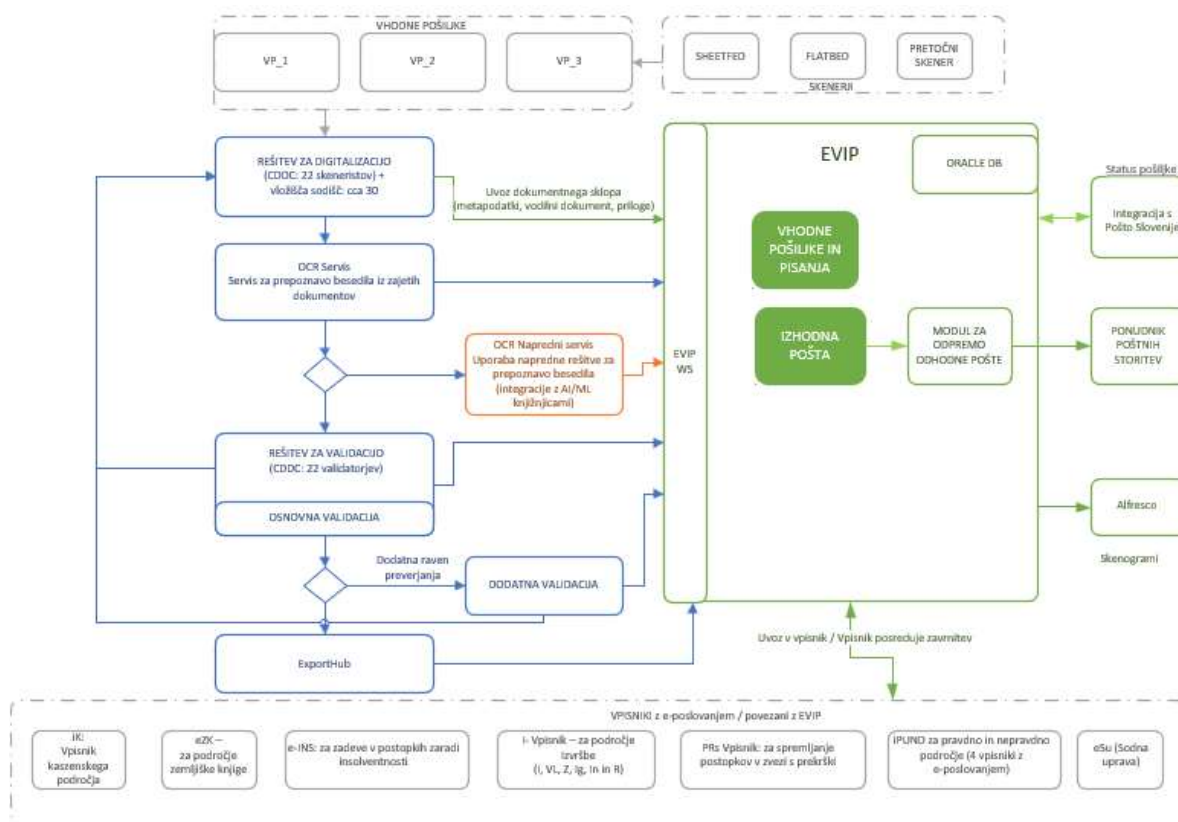 VHODNE POŠILJKE
VP_1
VP_2
VP_3
SHEETFED
FLATBED
PRETOČNI
SKENER
SKENERJI
REŠITEV ZA DIGITALIZACIJO
(CDDC: 22 skeneristov) +
vložišča sodišč: cca 30
Uvoz dokumentnega sklopa
(metapodatki, vodilni dokument, priloge)
OCR Servis
Servis za prepoznavo besedila iz zajetih
dokumentov
OCR Napredni servis
Uporaba napredne rešitve za
prepoznavo besedila
(integracije z AI/ML
knjižnjicami)
REŠITEV ZA VALIDACIJO
(CDDC: 22 validatorjev)
OSNOVNA VALIDACIJA
Dodatna raven
preverjanja
DODATNA VALIDACIJA
ExportHub
EVIP
WS
EVIP
ORACLE DB
VHODNE
POŠILJKE IN
PISANJA
IZHODNA
POŠTA
MODUL ZA
ODPREMO
ODHODNE POŠTE
Status pošiljke
Integracija s
Pošto Slovenije
PONUDNIK
POŠTNIH
STORITEV
Alfresco
Skenogrami
Uvoz v vpisnik / Vpisnik posreduje zavrnitev
VPISNIKI z e-poslovanjem / povezani z EVIP
iK:
Vpisnik
kazenskega
področja
eZK –
za področje
zemljiške knjige
e-INS: za zadeve v postopkih zaradi
insolventnosti
I- Vpisnik – za področje
Izvršbe
(I, VL, Z, Ig, In in R)
PRs Vpisnik: za spremljanje
postopkov v zvezi s prekrški
iPUND za pravdno in nepravdno
področje (4 vpisniki z
e-poslovanjem)
eSu (Sodna
uprava)